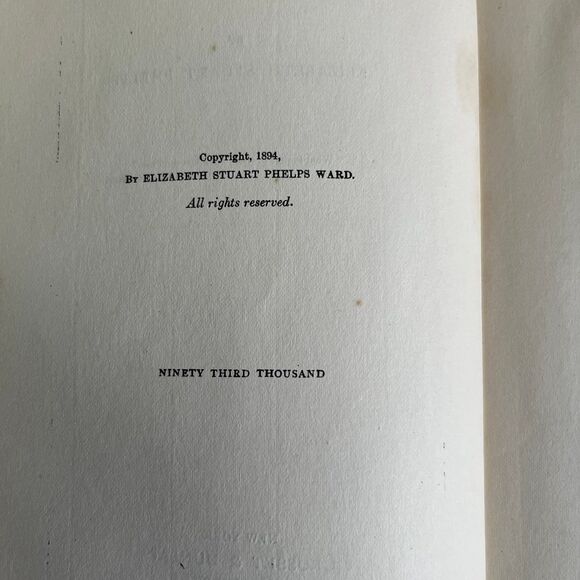 Copyright, 1894,
By ELIZABETH STUART PHELPS WARD.
All rights reserved.
NINETY THIRD THOUSAND